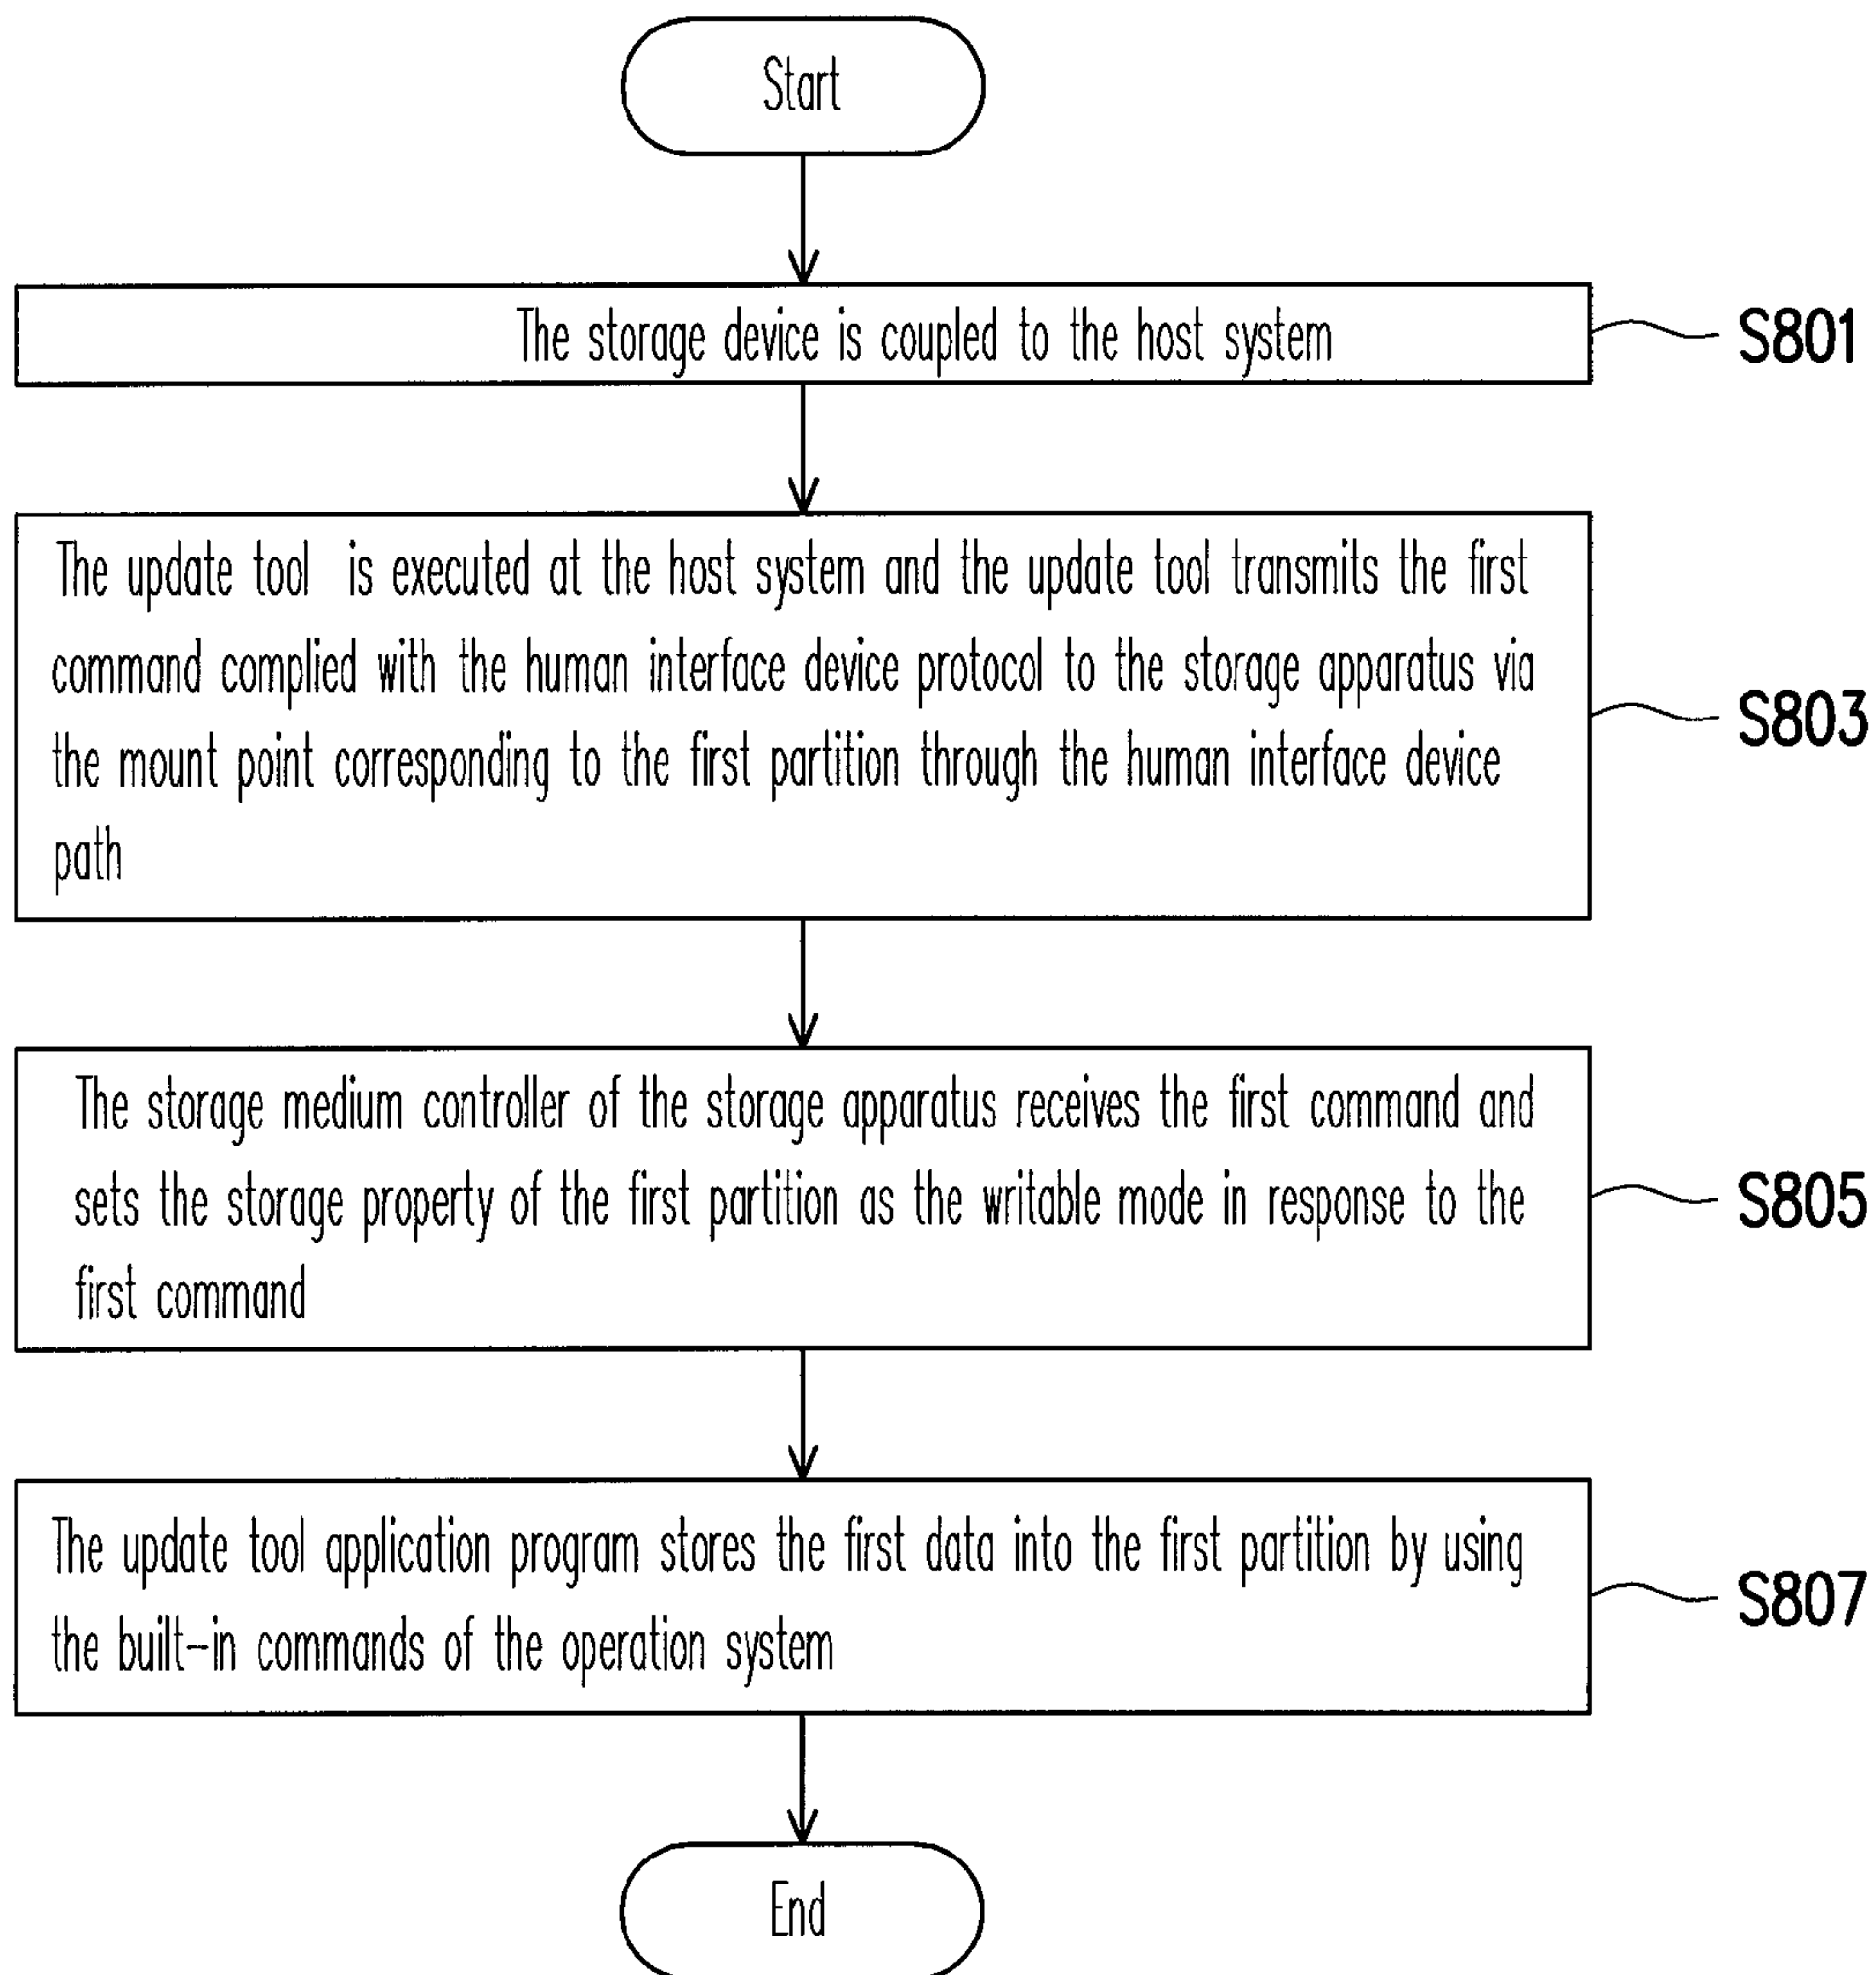 Start
The storage device is coupled to the host system
S801
The update tool is executed at the host system and the update tool transmits the first
command complied with the human interface device protocol to the storage apparatus via
the mount point corresponding to the first partition through the human interface device
path
S803
The storage medium controller of the storage apparatus receives the first command and
sets the storage property of the first partition as the writable mode in response to the
first command
S805
The update tool application program stores the first data into the first partition by using
the built-in commands of the operation system
S807
End